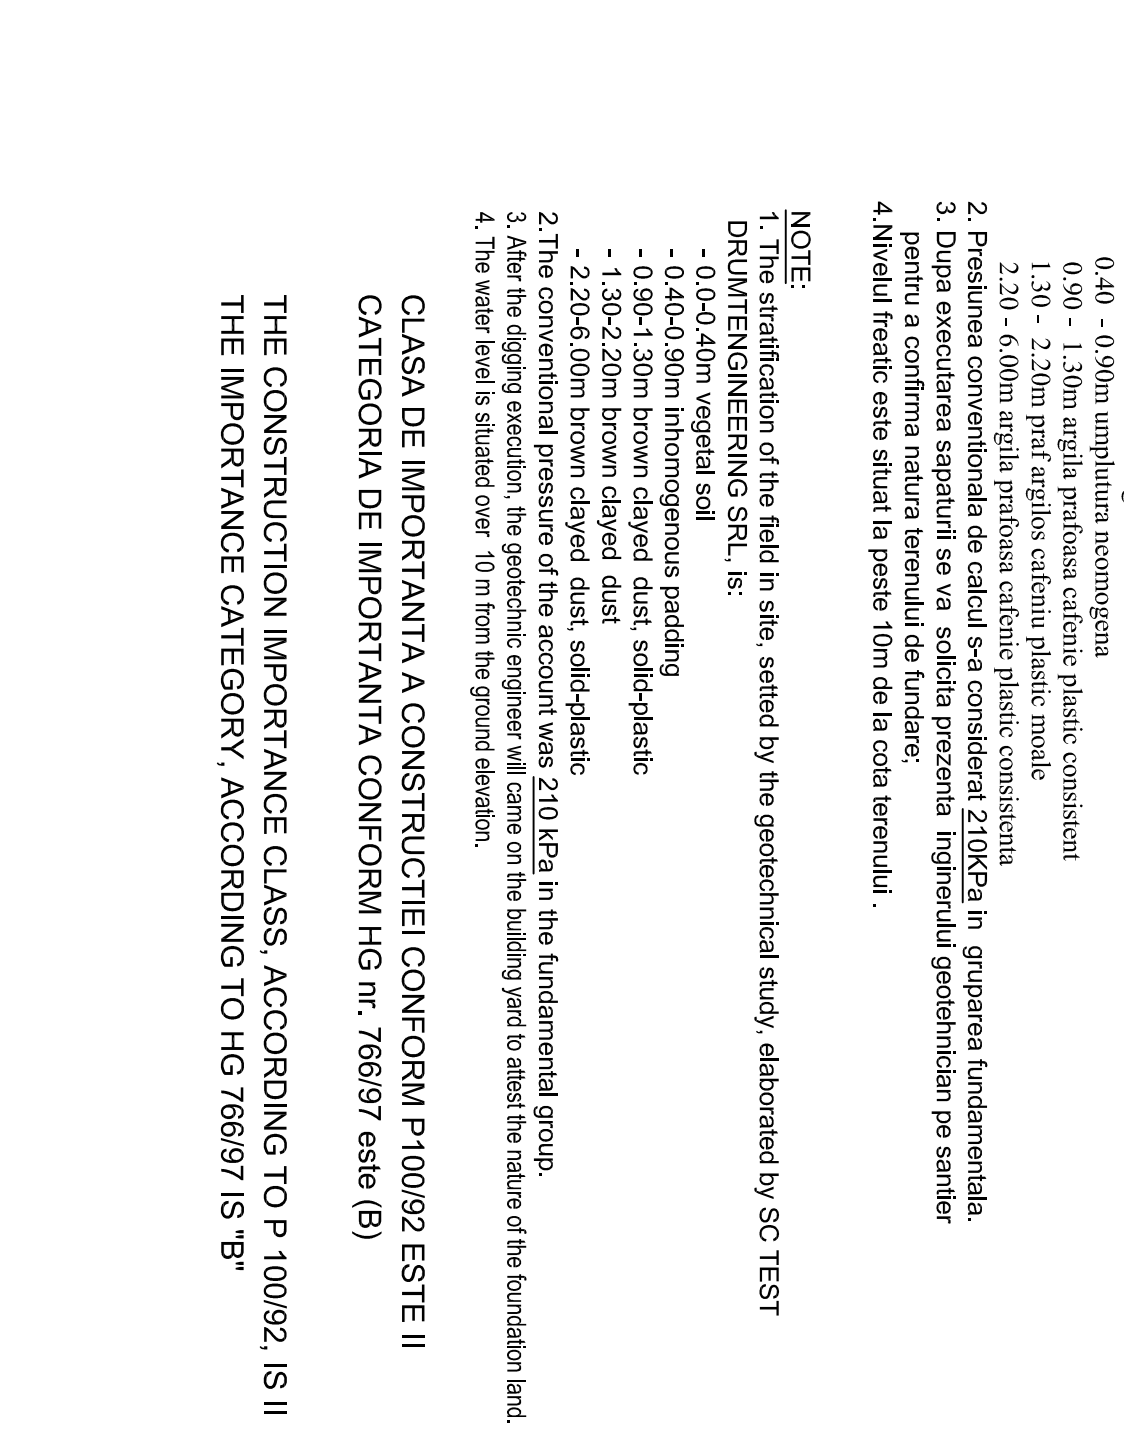 0.40 - 0.90m umplutura neomogena
0.90 - 1.30m argila prafoasa cafenie plastic consistent
1.30 - 2.20m praf argilos cafeniu plastic moale
2.20 - 6.00m argila prafoasa cafenie plastic consistenta
2. Presiunea conventionala de calcul s-a considerat 210KPa in gruparea fundamentala.
3. Dupa executarea sapaturii se va solicita prezenta inginerului geotehnician pe santier
pentru a confirma natura terenului de fundare;
4.Nivelul freatic este situat la peste 10m de la cota terenului .
NOTE:
1. The stratification of the field in site, setted by the geotechnical study, elaborated by SC TEST
DRUMTENGINEERING SRL, is:
- 0.0-0.40m vegetal soil
- 0.40-0.90m inhomogenous padding
- 0.90-1.30m brown clayed dust, solid-plastic
- 1.30-2.20m brown clayed dust
- 2.20-6.00m brown clayed dust, solid-plastic
2.The conventional pressure of the account was 210 kPa in the fundamental group.
3. After the digging execution, the geotechnic engineer will came on the building yard to attest the nature of the foundation land.
4. The water level is situated over 10 m from the ground elevation.
CLASA DE IMPORTANTA A CONSTRUCTIEI CONFORM P100/92 ESTE II
CATEGORIA DE IMPORTANTA CONFORM HG nr. 766/97 este (B)
THE CONSTRUCTION IMPORTANCE CLASS, ACCORDING TO P 100/92, IS II
THE IMPORTANCE CATEGORY, ACCORDING TO HG 766/97 IS "B"